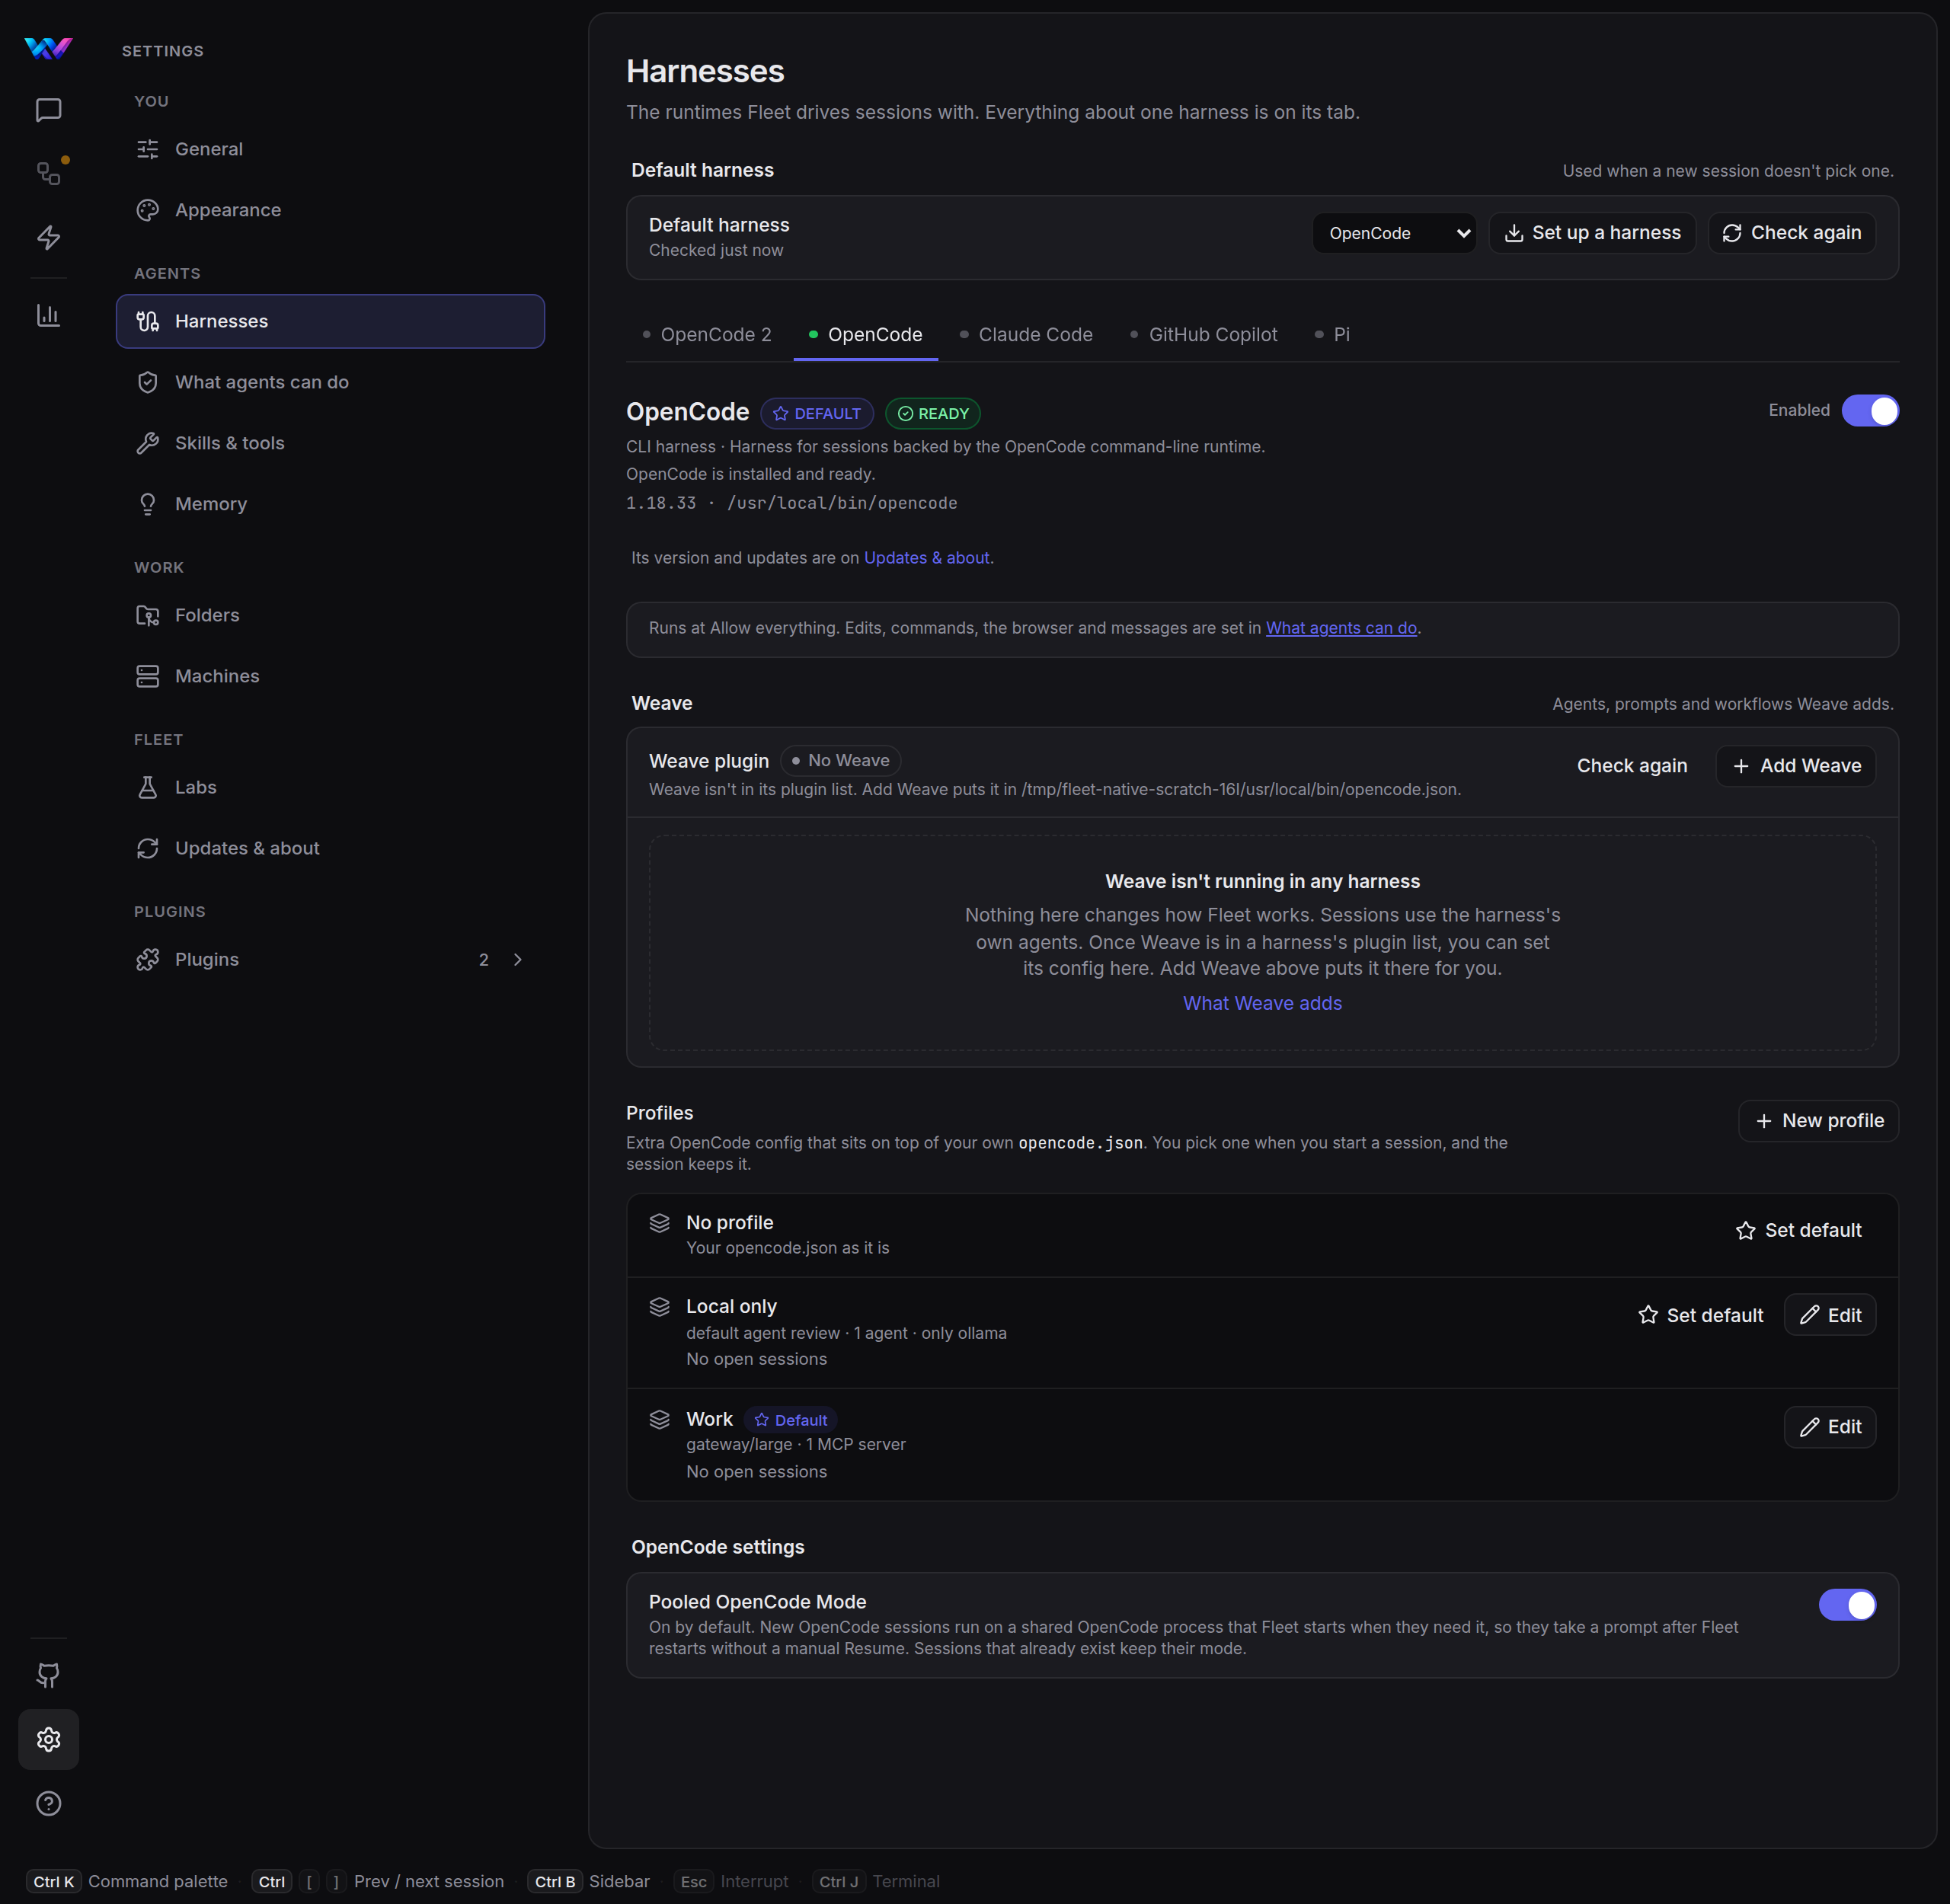 SETTINGS
YOU
General
Appearance
AGENTS
Harnesses
What agents can do
Skills & tools
Memory
WORK
Folders
Machines
FLEET
Labs
Updates & about
PLUGINS
Plugins 2
Harnesses
The runtimes Fleet drives sessions with. Everything about one harness is on its tab.
Default harness
Used when a new session doesn't pick one.
Default harness
Checked just now
OpenCode
Set up a harness
Check again
OpenCode 2 OpenCode Claude Code GitHub Copilot Pi
OpenCode DEFAULT READY
Enabled
CLI harness · Harness for sessions backed by the OpenCode command-line runtime.
OpenCode is installed and ready.
1.18.33 · /usr/local/bin/opencode
Its version and updates are on Updates & about.
Runs at Allow everything. Edits, commands, the browser and messages are set in What agents can do.
Weave
Agents, prompts and workflows Weave adds.
Weave plugin No Weave
Check again
Add Weave
Weave isn't in its plugin list. Add Weave puts it in /tmp/fleet-native-scratch-16l/usr/local/bin/opencode.json.
Weave isn't running in any harness
Nothing here changes how Fleet works. Sessions use the harness's
own agents. Once Weave is in a harness's plugin list, you can set
its config here. Add Weave above puts it there for you.
What Weave adds
Profiles
New profile
Extra OpenCode config that sits on top of your own opencode.json. You pick one when you start a session, and the
session keeps it.
No profile
Your opencode.json as it is
Set default
Local only
default agent review · 1 agent · only ollama
No open sessions
Set default
Edit
Work Default
gateway/large · 1 MCP server
No open sessions
Edit
OpenCode settings
Pooled OpenCode Mode
On by default. New OpenCode sessions run on a shared OpenCode process that Fleet starts when they need it, so they take a prompt after Fleet
restarts without a manual Resume. Sessions that already exist keep their mode.
Ctrl K Command palette · Ctrl [ ] Prev / next session · Ctrl B Sidebar · Esc Interrupt · Ctrl J Terminal